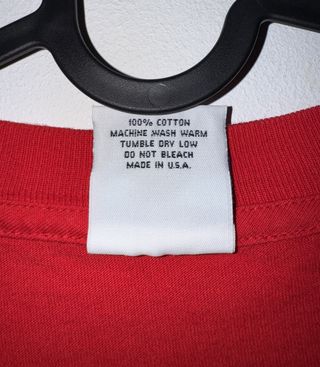 100% COTTON
MACHINE WASH WARM
TUMBLE DRY LOW
DO NOT BLEACH
MADE IN U.S.A.